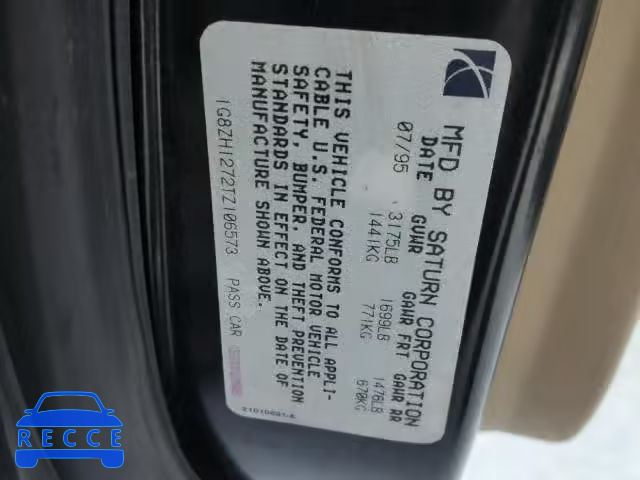 MFD BY SATURN CORPORATION
DATE GVWR GAWR FRT GAWR RR
07/95 3175LB 1699LB 1476LB
1441KG 771KG 670KG
THIS VEHICLE CONFORMS TO ALL APPLI-
CABLE U.S. FEDERAL MOTOR VEHICLE
SAFETY, BUMPER, AND THEFT PREVENTION
STANDARDS IN EFFECT ON THE DATE OF
MANUFACTURE SHOWN ABOVE.
1G8ZH1272TZ106573 PASS CAR
RECCE